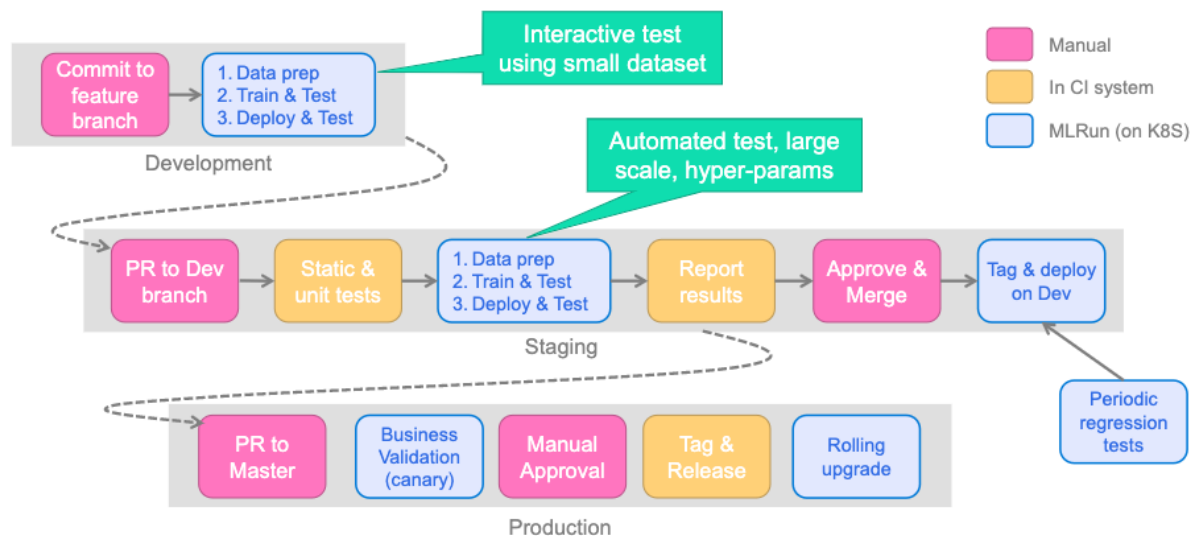 Interactive test
using small dataset
Manual
In CI system
MLRun (on K8S)
Commit to
feature
branch
1. Data prep
2. Train & Test
3. Deploy & Test
Development
Automated test, large
scale, hyper-params
PR to Dev
branch
Static &
unit tests
1. Data prep
2. Train & Test
3. Deploy & Test
Report
results
Approve &
Merge
Tag & deploy
on Dev
Staging
Periodic
regression
tests
PR to
Master
Business
Validation
(canary)
Manual
Approval
Tag &
Release
Rolling
upgrade
Production